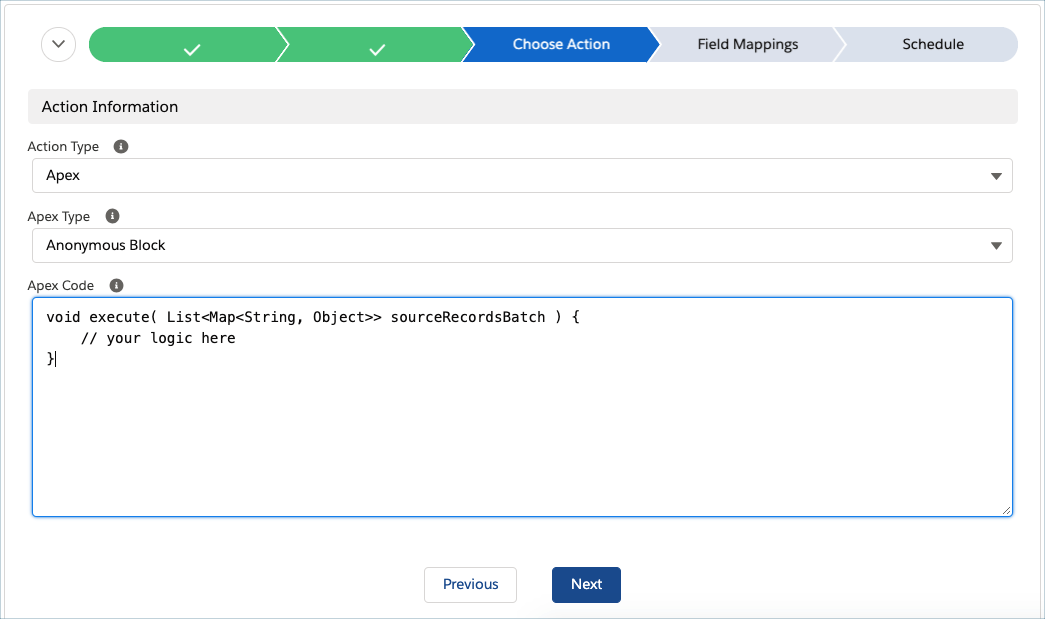 Choose Action
Field Mappings
Schedule
Action Information
Action Type
Apex
Apex Type
Anonymous Block
Apex Code
void execute( List<Map<String, Object>> sourceRecordsBatch ) {
    // your logic here
}
Previous
Next